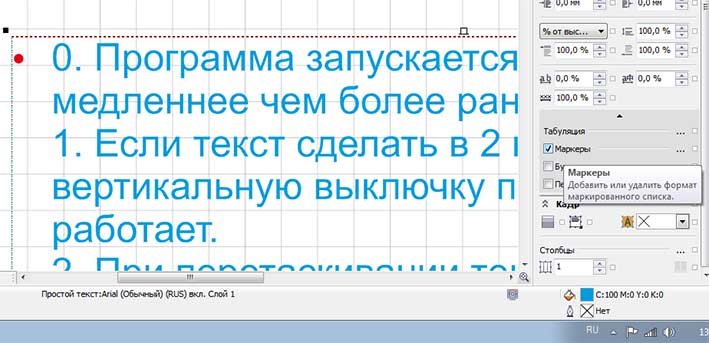 0,0 мм
0,0 мм
% от выс...
100,0 %
100,0 %
100,0 %
0,0 %
0,0 %
100,0 %
0. Программа запускается
медленнее чем более ран
1. Если текст сделать в 2
вертикальную выключку п
работает.
2. При перетаскивании
Табуляция
Маркеры
Маркеры
Добавить или удалить формат
маркированного списка.
Кадр
Столбцы
1
Простой текст:Arial (Обычный) (RUS) вкл. Слой 1
C:100 M:0 Y:0 K:0
Нет
RU
13